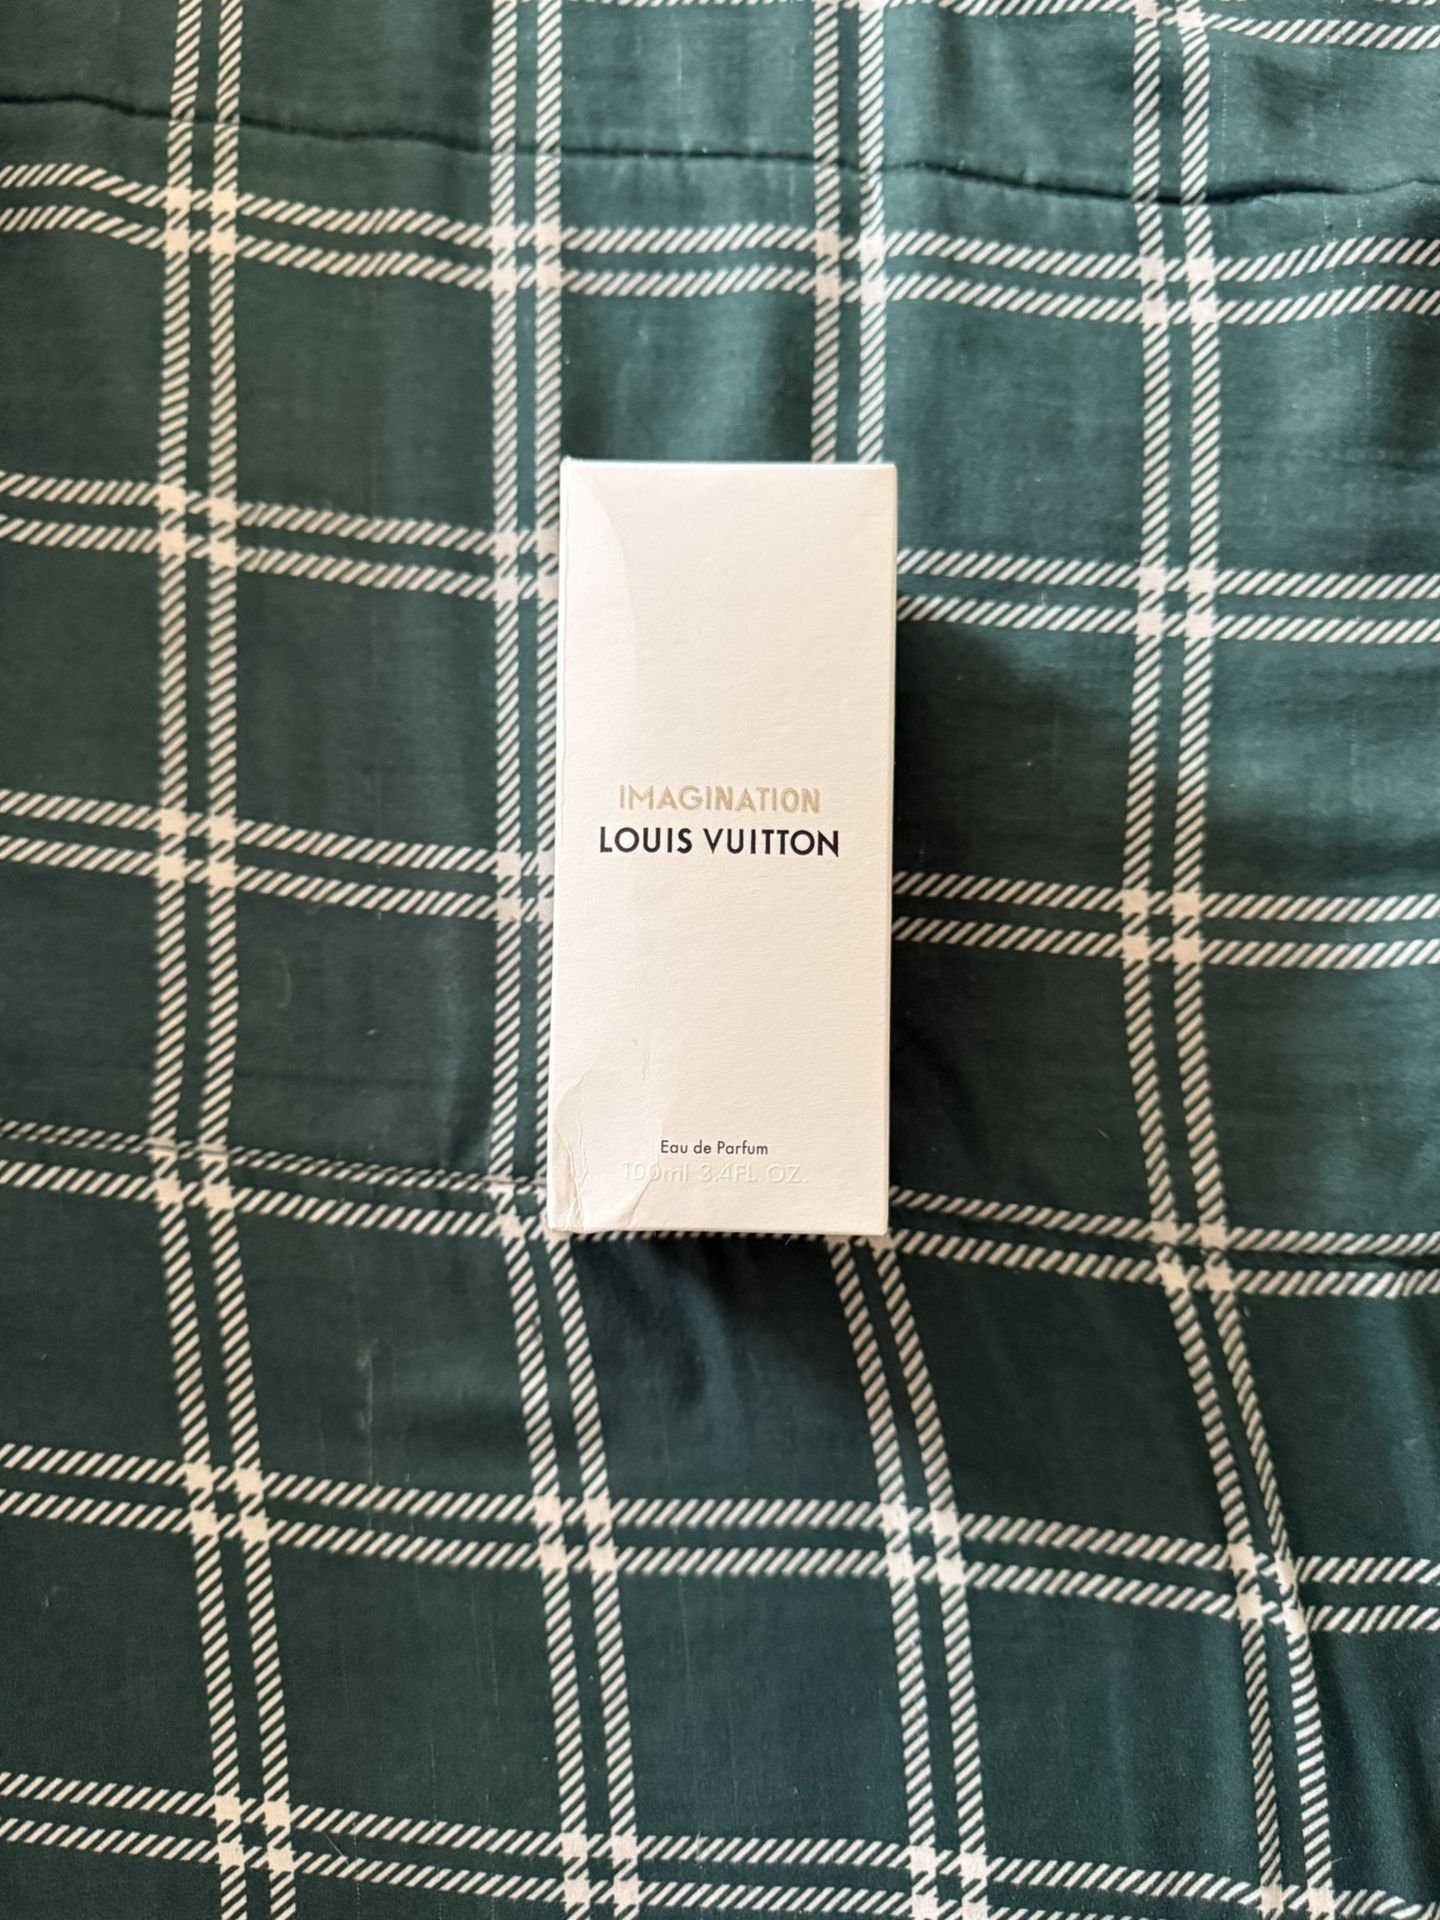 IMAGINATION
LOUIS VUITTON
Eau de Parfum
100ml 3.4FL. OZ.